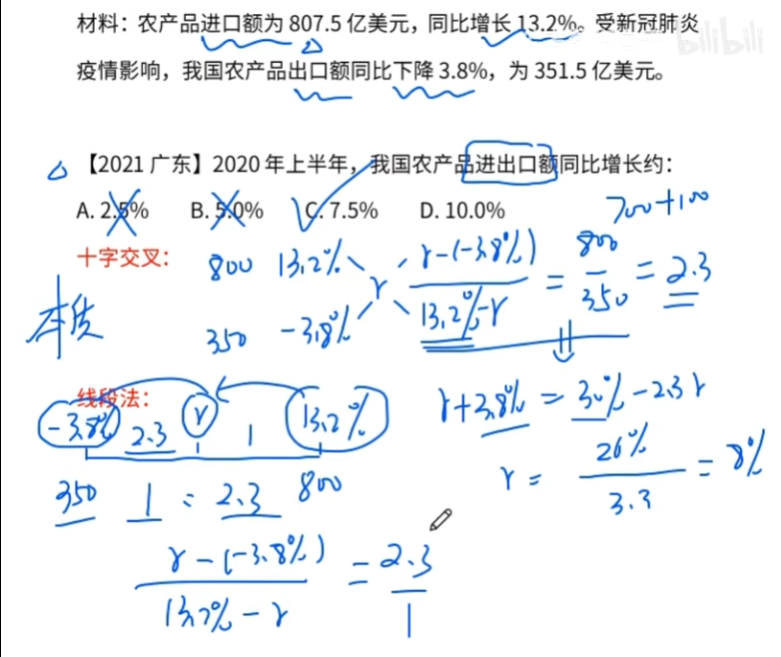 材料：农产品进口额为 807.5 亿美元，同比增长 13.2%。受新冠肺炎
bilibili
疫情影响，我国农产品出口额同比下降 3.8%，为 351.5 亿美元。
【2021 广东】2020 年上半年，我国农产品进出口额同比增长约：
A. 2.5% B. 5.0% C. 7.5% D. 10.0%
700+100
十字交叉：
800 13.2% r r-(-3.8%) / 13.2%-r = 800/350 = 2.3
350 -3.8%
本质
线段法：
r+3.8% = 30%-2.3r
-3.8% 2.3 r 1 13.2%
r = 26%/3.3 = 8%
350 1 : 2.3 800
r-(-3.8%) / 13.2%-r = 2.3/1